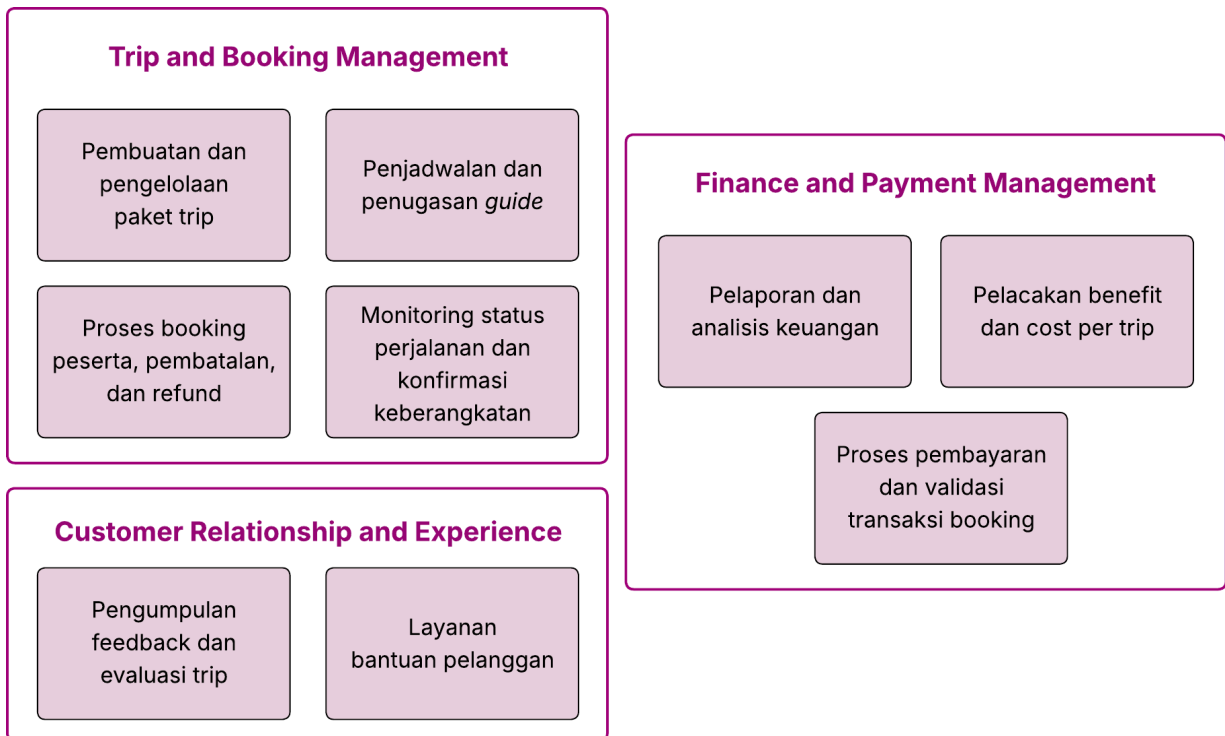 Trip and Booking Management
Pembuatan dan
pengelolaan
paket trip
Penjadwalan dan
penugasan guide
Proses booking
peserta, pembatalan,
dan refund
Monitoring status
perjalanan dan
konfirmasi
keberangkatan
Customer Relationship and Experience
Pengumpulan
feedback dan
evaluasi trip
Layanan
bantuan pelanggan
Finance and Payment Management
Pelaporan dan
analisis keuangan
Pelacakan benefit
dan cost per trip
Proses pembayaran
dan validasi
transaksi booking